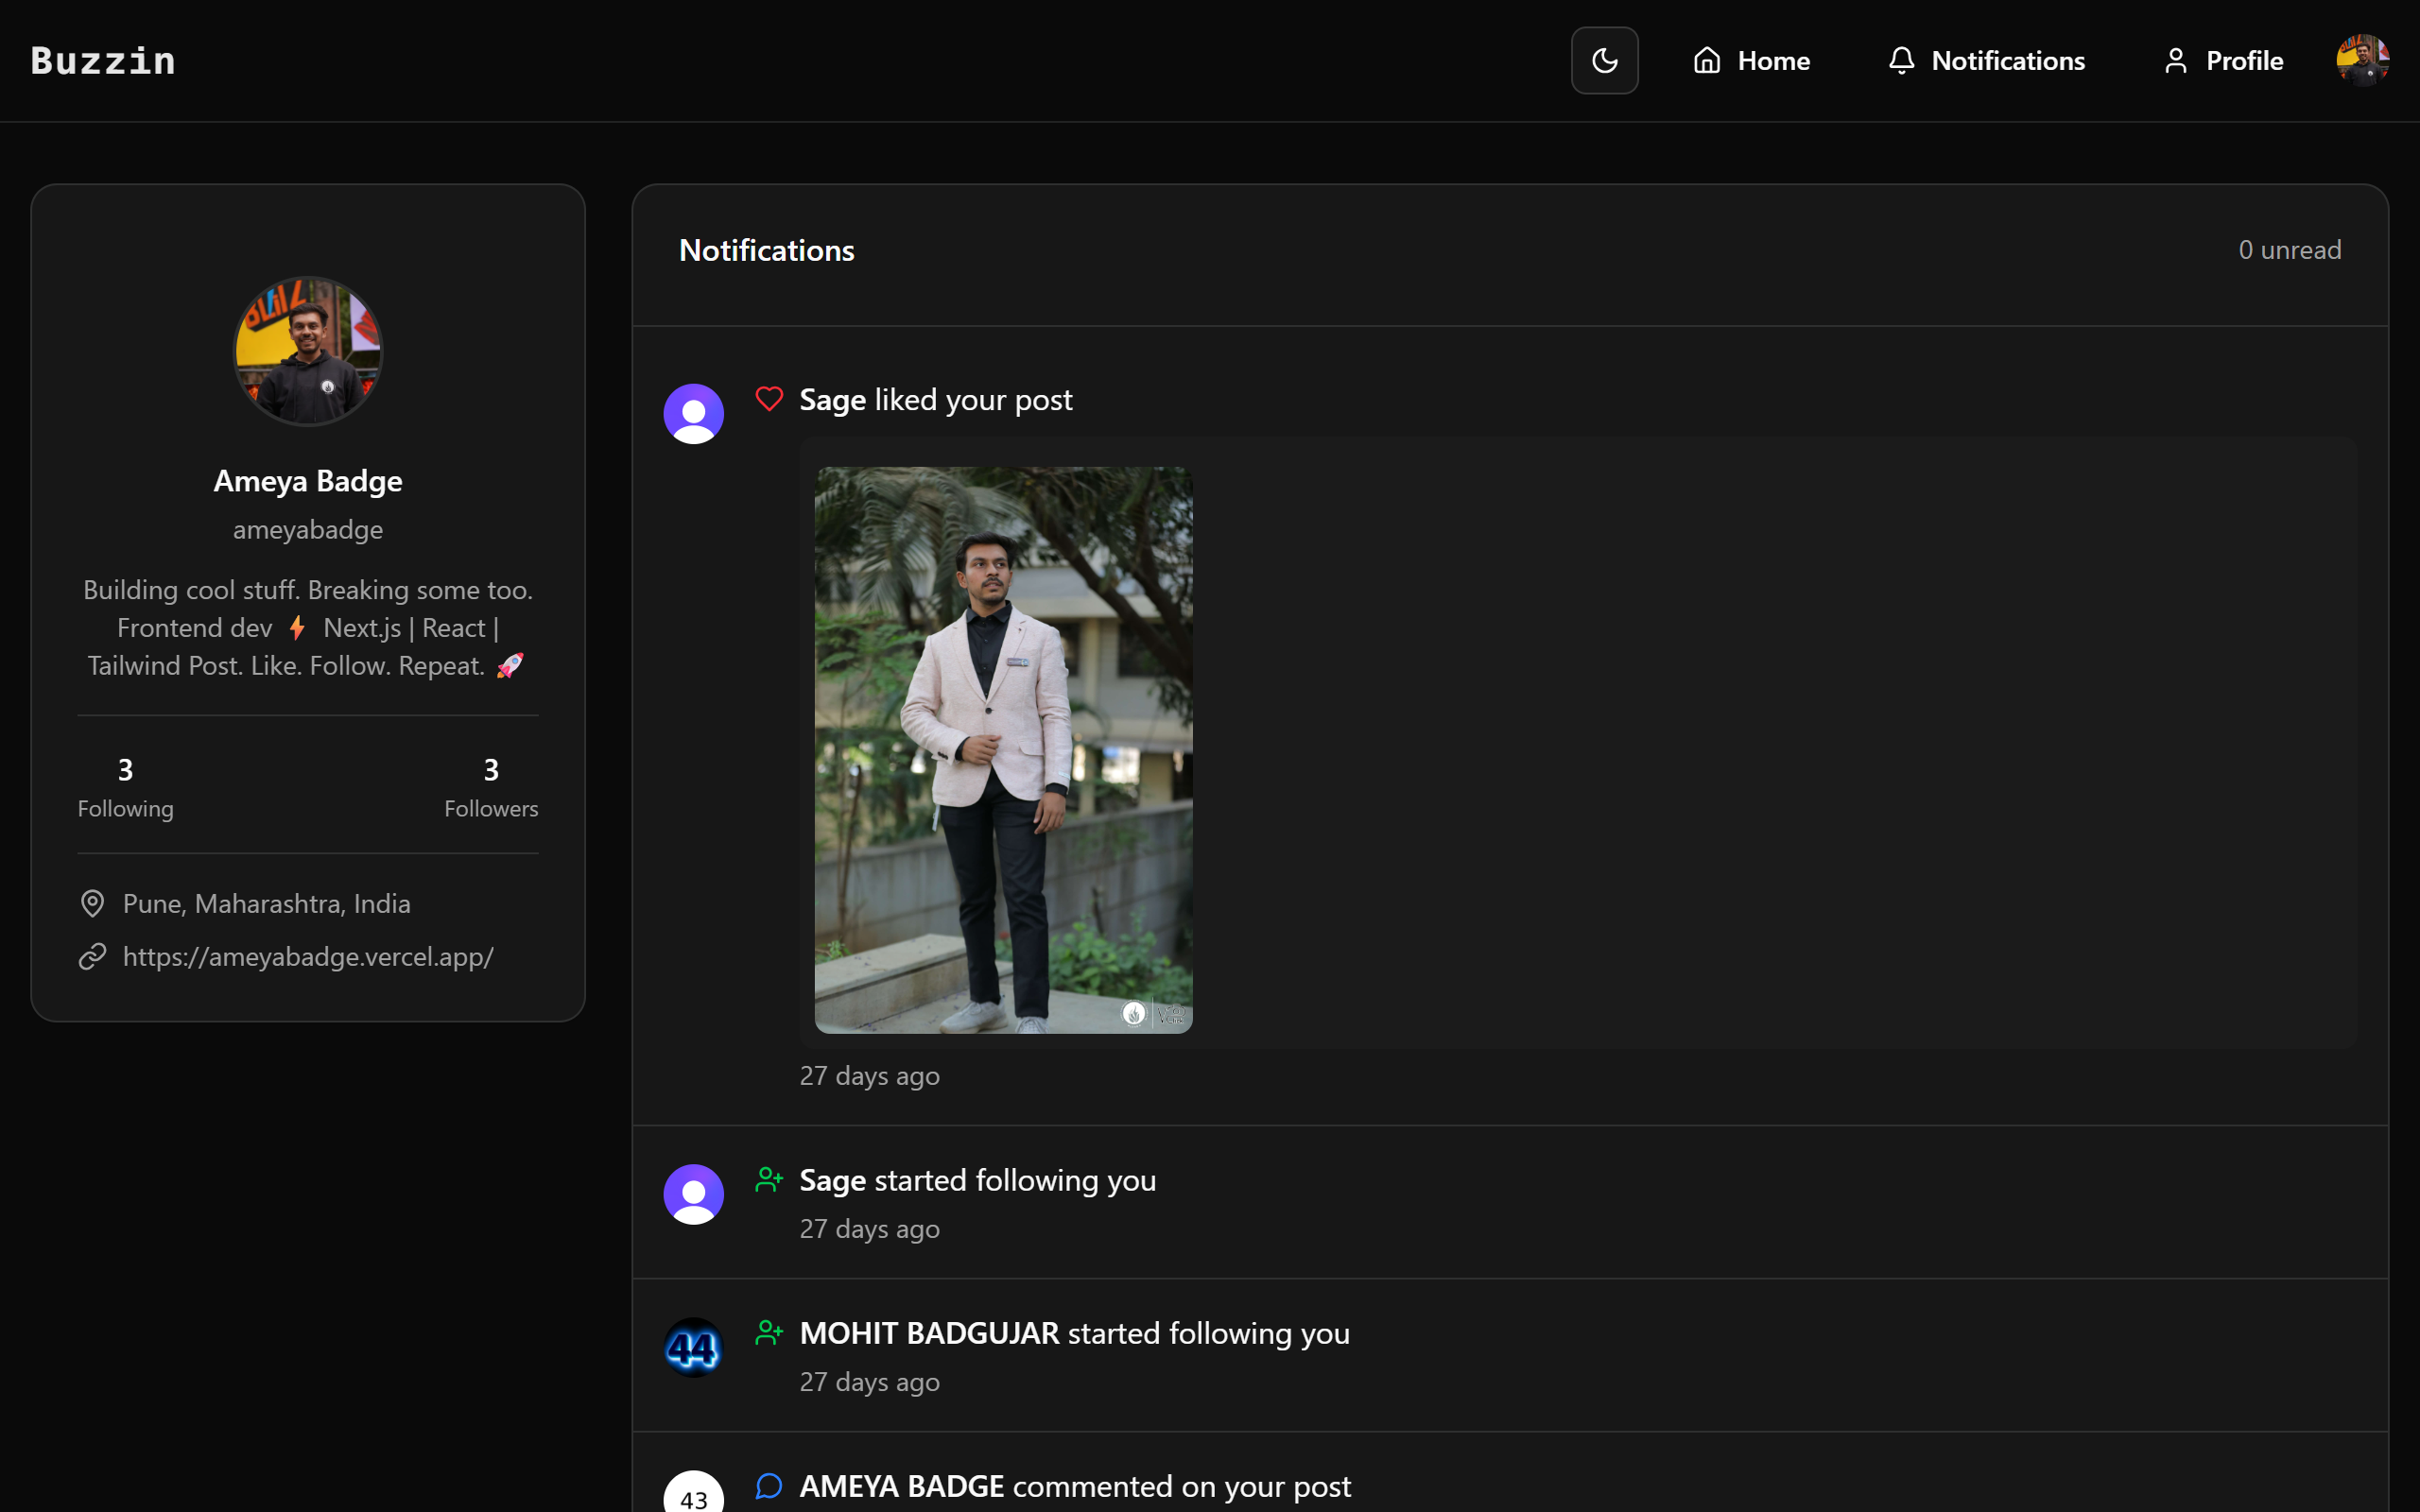 Buzzin
Home
Notifications
Profile
Ameya Badge
ameyabadge
Building cool stuff. Breaking some too.
Frontend dev ⚡ Next.js | React |
Tailwind Post. Like. Follow. Repeat. 🚀
3
Following
3
Followers
Pune, Maharashtra, India
https://ameyabadge.vercel.app/
Notifications
0 unread
Sage liked your post
27 days ago
Sage started following you
27 days ago
44
MOHIT BADGUJAR started following you
27 days ago
43
AMEYA BADGE commented on your post